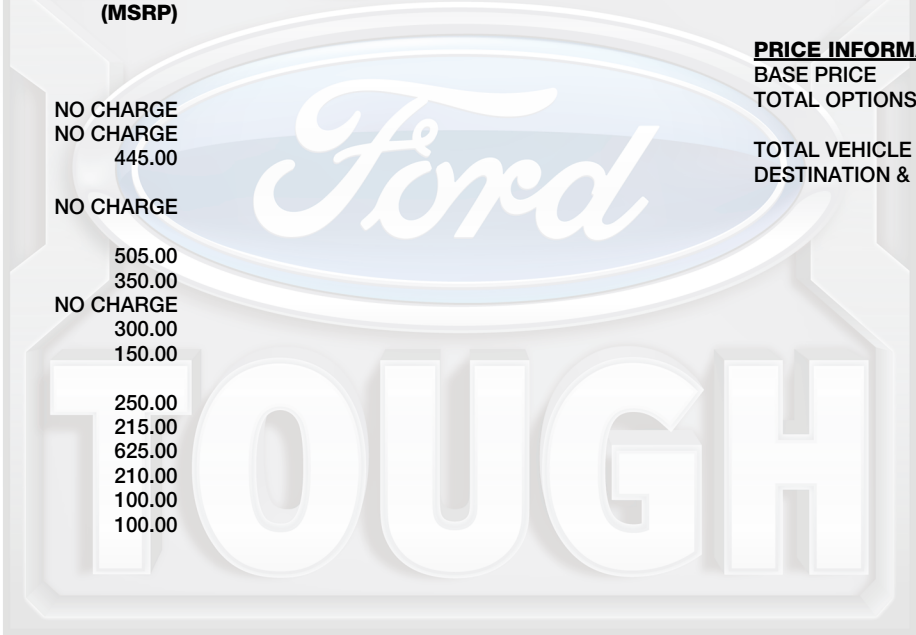 (MSRP)
NO CHARGE
NO CHARGE
445.00
NO CHARGE
505.00
350.00
NO CHARGE
300.00
150.00
250.00
215.00
625.00
210.00
100.00
100.00
PRICE INFORM
BASE PRICE
TOTAL OPTIONS
TOTAL VEHICLE
DESTINATION &
Ford
TOUGH